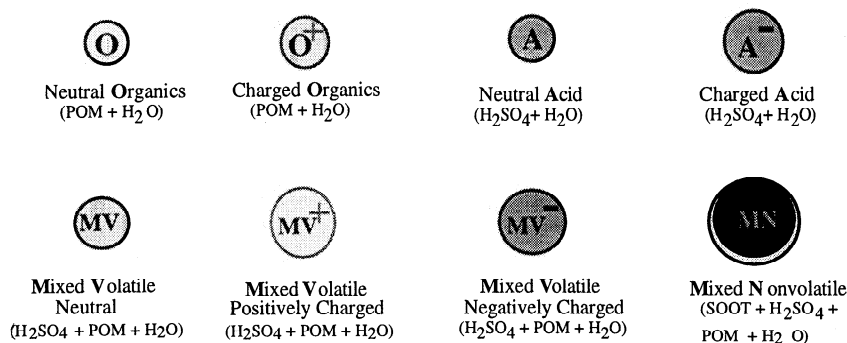 O O+ A A-
Neutral Organics Charged Organics Neutral Acid Charged Acid
(POM + H2O) (POM + H2O) (H2SO4+ H2O) (H2SO4+ H2O)
MV MV+ MV- MN
Mixed Volatile Mixed Volatile Mixed Volatile Mixed Nonvolatile
Neutral Positively Charged Negatively Charged (SOOT + H2SO4 +
(H2SO4 + POM + H2O) (H2SO4 + POM + H2O) (H2SO4 + POM + H2O) POM + H2O)